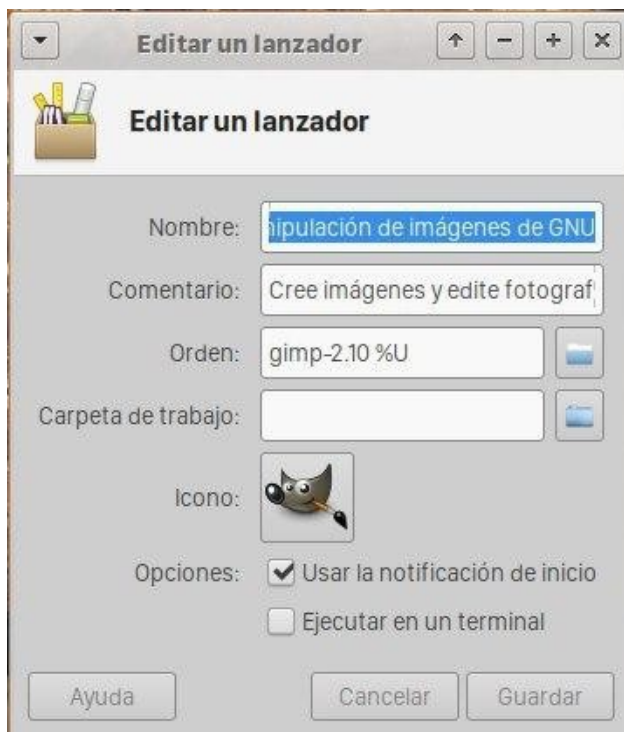 Editar un lanzador
Editar un lanzador
Nombre: nipulación de imágenes de GNU
Comentario: Cree imágenes y edite fotograf
Orden: gimp-2.10 %U
Carpeta de trabajo:
Icono:
Opciones: Usar la notificación de inicio
Ejecutar en un terminal
Ayuda Cancelar Guardar